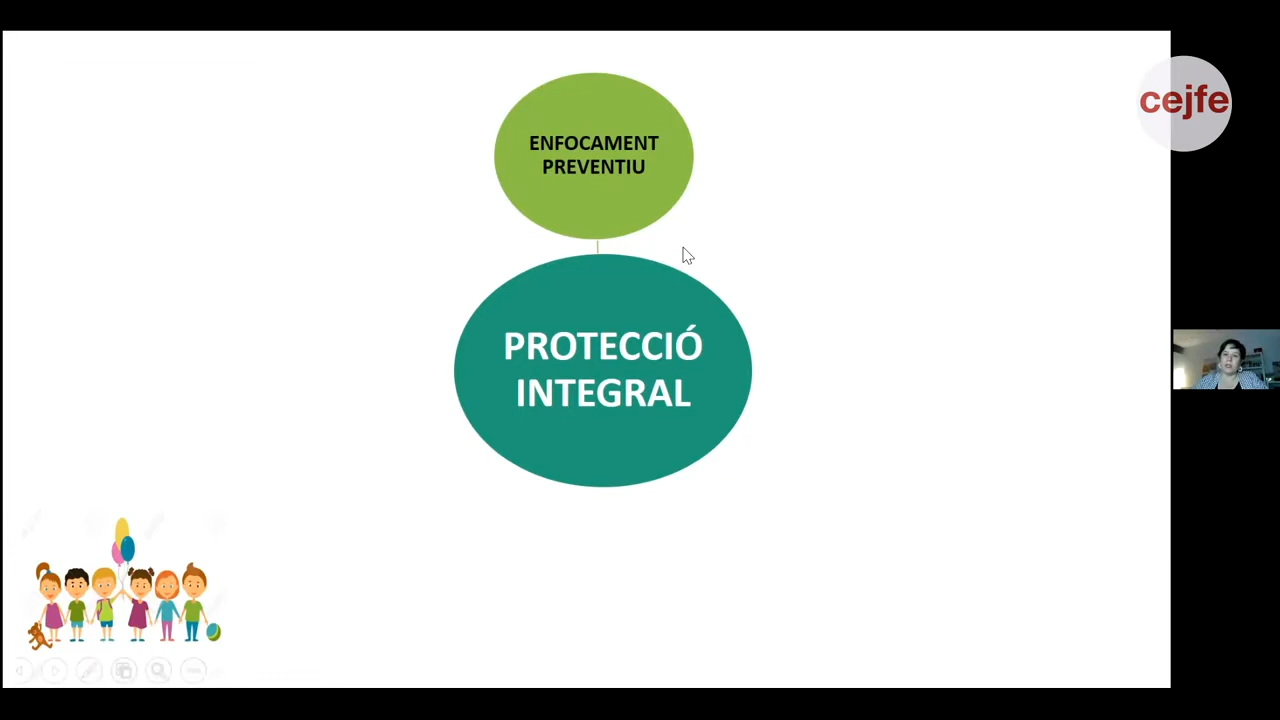 cejfe
ENFOCAMENT
PREVENTIU
PROTECCIÓ
INTEGRAL